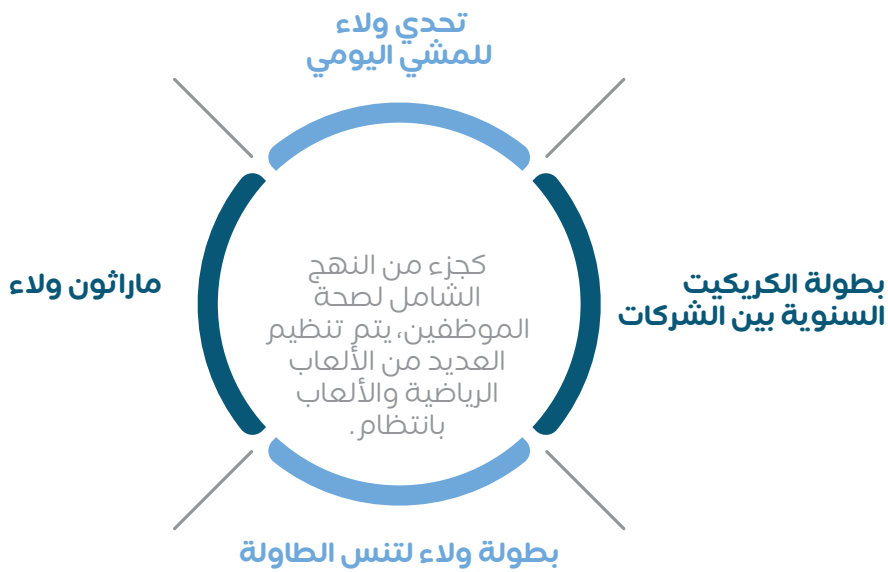 تحدي ولاء
للمشي اليومي
بطولة الكريكيت
السنوية بين الشركات
كجزء من النهج
الشامل لصحة
الموظفين، يتم تنظيم
العديد من الألعاب
الرياضية والألعاب
بانتظام.
ماراثون ولاء
بطولة ولاء لتنس الطاولة